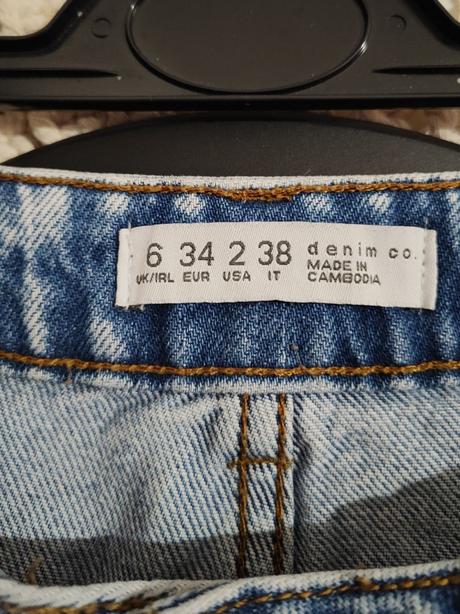 6 34 2 38 denim co.
UK/IRL EUR USA IT MADE IN
CAMBODIA